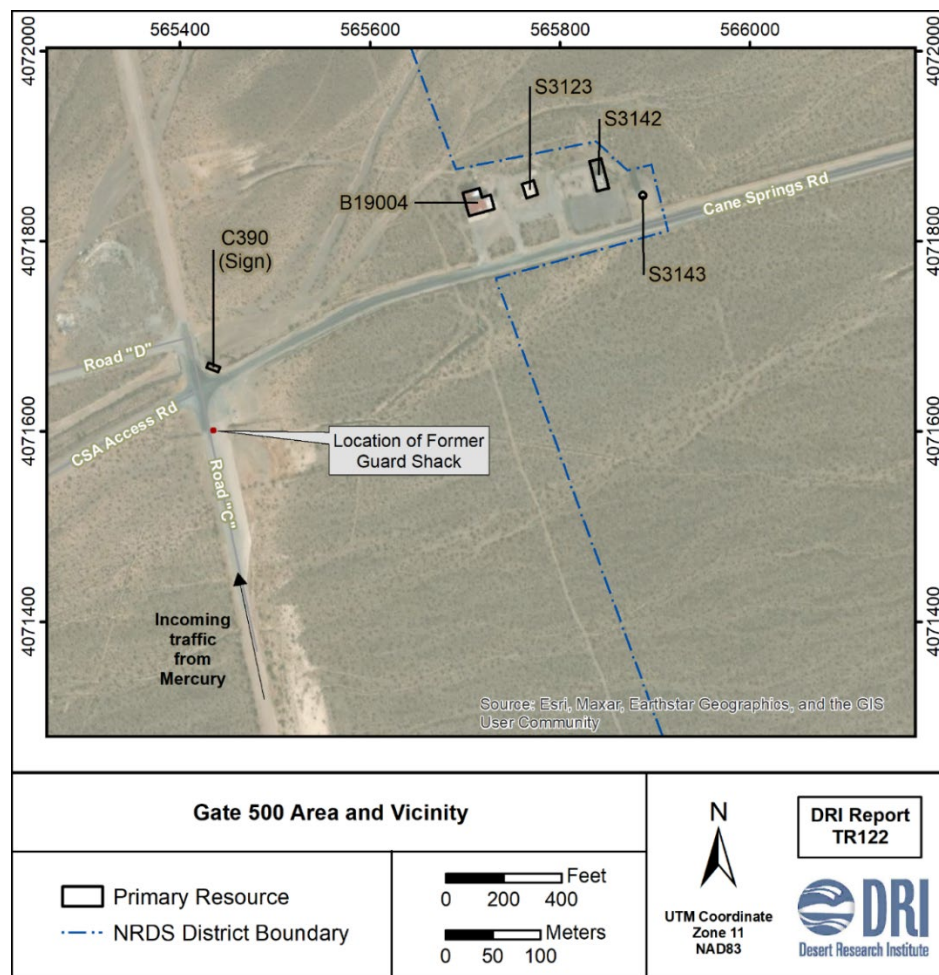 565400 565600 565800 566000
4072000
4072000
S3123
S3142
B19004
Cane Springs Rd
C390
(Sign)
4071800
4071800
S3143
Road "D"
CSA Access Rd
4071600
4071600
Location of Former
Guard Shack
Road "C"
4071400
4071400
Incoming
traffic
from
Mercury
Source: Esri, Maxar, Earthstar Geographics, and the GIS
User Community
Gate 500 Area and Vicinity
Primary Resource
NRDS District Boundary
Feet
0 200 400
Meters
0 50 100
N
UTM Coordinate
Zone 11
NAD83
DRI Report
TR122
DRI
Desert Research Institute